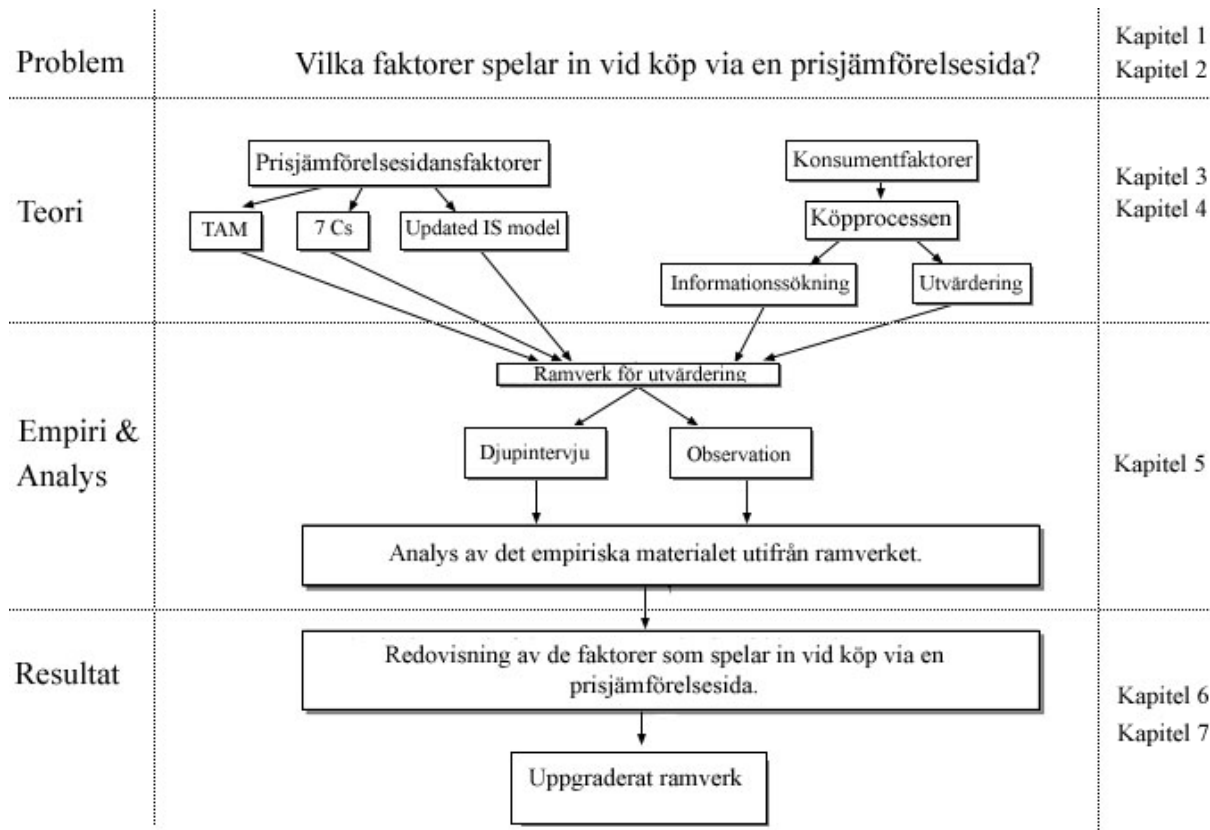 Problem
Vilka faktorer spelar in vid köp via en prisjämförelsesida?
Kapitel 1
Kapitel 2
Teori
Prisjämförelsesidansfaktorer
Konsumentfaktorer
TAM
7 Cs
Updated IS model
Köpprocessen
Informationssökning
Utvärdering
Kapitel 3
Kapitel 4
Empiri &
Analys
Ramverk för utvärdering
Djupintervju
Observation
Analys av det empiriska materialet utifrån ramverket.
Kapitel 5
Resultat
Redovisning av de faktorer som spelar in vid köp via en
prisjämförelsesida.
Uppgraderat ramverk
Kapitel 6
Kapitel 7